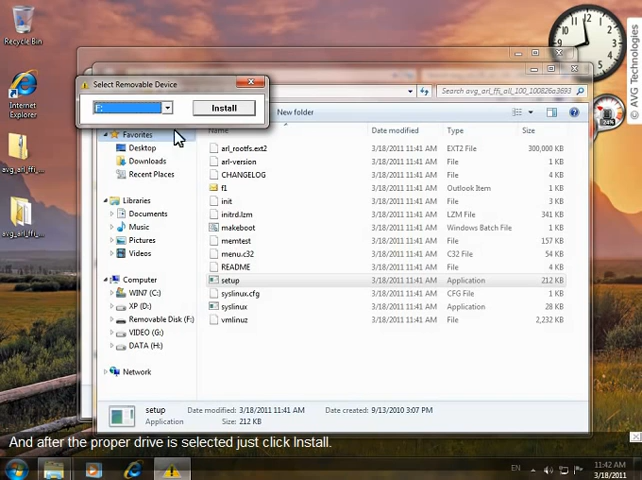 Recycle Bin
Internet
Explorer
avg_arl_ffi_...
avg_arl_ffi_...
© AVG Technologies
24%
Select Removable Device
F:
Install
avg_arl_ffi_all_100_100826a3693
New folder
Name
Date modified
Type
Size
Favorites
Desktop
Downloads
Recent Places
Libraries
Documents
Music
Pictures
Videos
Computer
WIN7 (C:)
XP (D:)
Removable Disk (F:)
VIDEO (G:)
DATA (H:)
Network
arl_rootfs.ext2 3/18/2011 11:41 AM EXT2 File 300,000 KB
arl-version 3/18/2011 11:41 AM File 1 KB
CHANGELOG 3/18/2011 11:41 AM File 4 KB
f1 3/18/2011 11:41 AM Outlook Item 1 KB
init 3/18/2011 11:41 AM File 3 KB
initrd.lzm 3/18/2011 11:41 AM LZM File 341 KB
makeboot 3/18/2011 11:41 AM Windows Batch File 1 KB
memtest 3/18/2011 11:41 AM File 157 KB
menu.c32 3/18/2011 11:41 AM C32 File 54 KB
README 3/18/2011 11:41 AM File 4 KB
setup 3/18/2011 11:41 AM Application 212 KB
syslinux.cfg 3/18/2011 11:41 AM CFG File 1 KB
syslinux 3/18/2011 11:41 AM Application 28 KB
vmlinuz 3/18/2011 11:41 AM File 2,232 KB
setup Date modified: 3/18/2011 11:41 AM Date created: 9/13/2010 3:07 PM
Application Size: 212 KB
And after the proper drive is selected just click Install.
EN
11:42 AM
3/18/2011